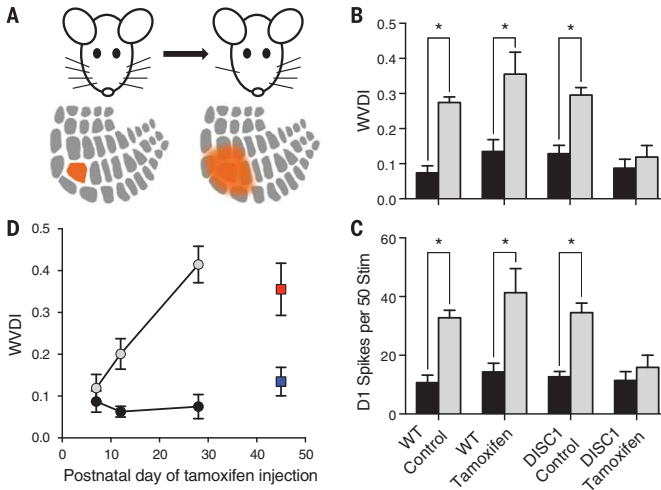 A
B
0.5
0.4
0.3
0.2
0.1
0.0
WVDI
*
*
*
D
0.5
0.4
0.3
0.2
0.1
0.0
WVDI
0
10
20
30
40
50
Postnatal day of tamoxifen injection
C
60
40
20
0
D1 Spikes per 50 Stim
*
*
*
WT
Control
WT
Tamoxifen
DISC1
Control
DISC1
Tamoxifen